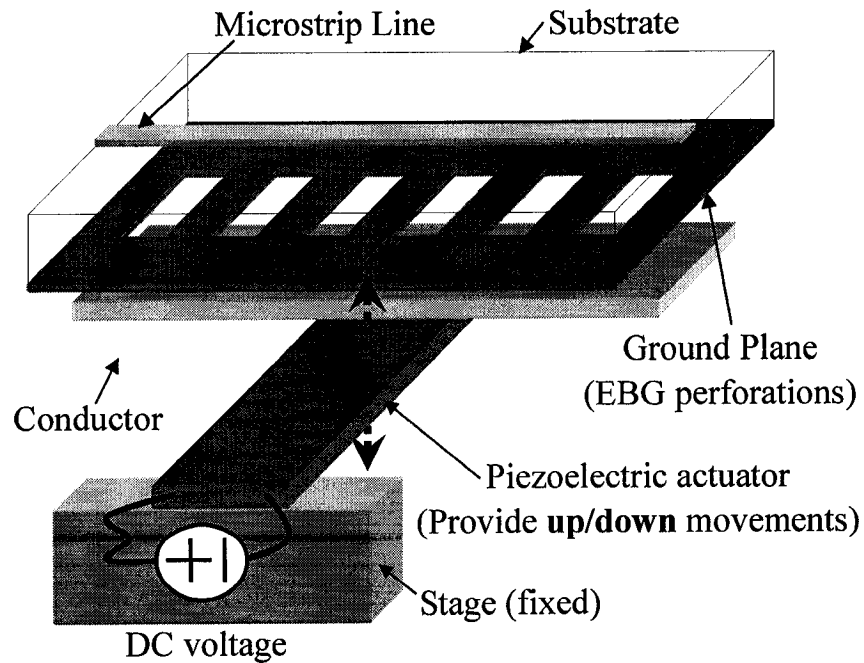 Microstrip Line
Substrate
Ground Plane
(EBG perforations)
Conductor
Piezoelectric actuator
(Provide up/down movements)
Stage (fixed)
DC voltage